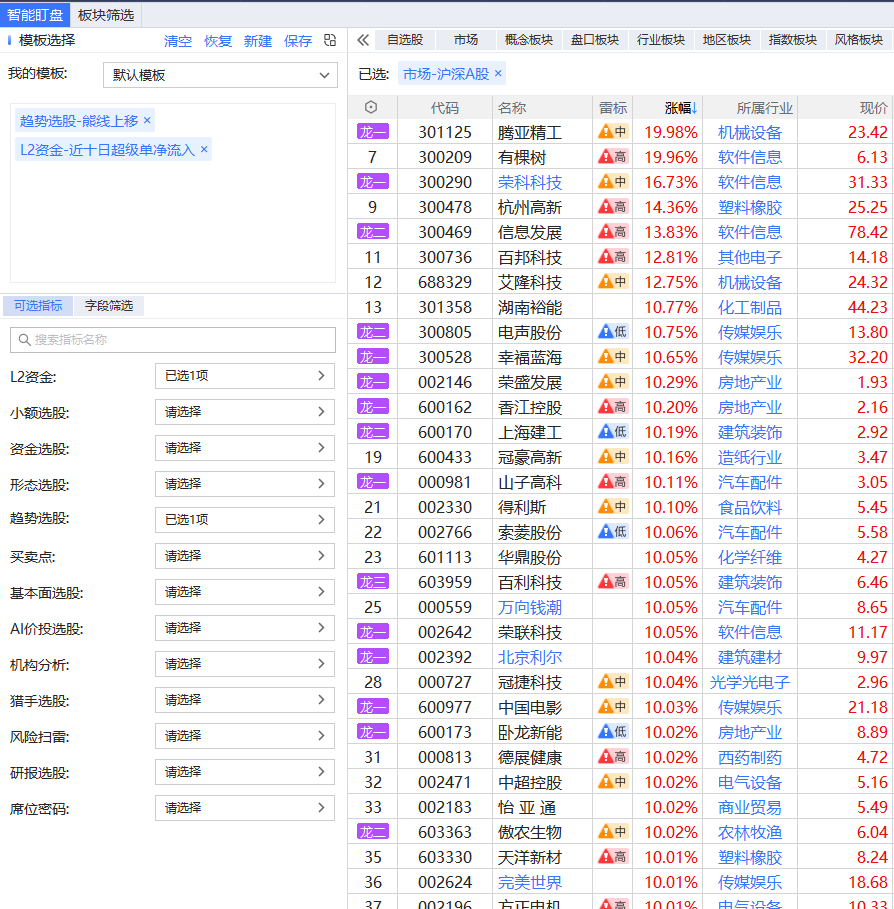 智能盯盘 板块筛选
模板选择 清空 恢复 新建 保存
我的模板: 默认模板
趋势选股-熊线上移 ×
L2资金-近十日超级单净流入 ×
可选指标 字段筛选
搜索指标名称
L2资金: 已选1项
小额选股: 请选择
资金选股: 请选择
形态选股: 请选择
趋势选股: 已选1项
买卖点: 请选择
基本面选股: 请选择
AI价投选股: 请选择
机构分析: 请选择
猎手选股: 请选择
风险扫雷: 请选择
研报选股: 请选择
席位密码: 请选择
自选股 市场 概念板块 盘口板块 行业板块 地区板块 指数板块 风格板块
已选: 市场-沪深A股 ×
代码 名称 雷标 涨幅↓ 所属行业 现价
龙一 301125 腾亚精工 中 19.98% 机械设备 23.42
7 300209 有棵树 高 19.96% 软件信息 6.13
龙一 300290 荣科科技 中 16.73% 软件信息 31.33
9 300478 杭州高新 高 14.36% 塑料橡胶 25.25
龙二 300469 信息发展 高 13.83% 软件信息 78.42
11 300736 百邦科技 高 12.81% 其他电子 14.18
12 688329 艾隆科技 中 12.75% 机械设备 24.32
13 301358 湖南裕能 10.77% 化工制品 44.23
龙二 300805 电声股份 低 10.75% 传媒娱乐 13.80
龙一 300528 幸福蓝海 中 10.65% 传媒娱乐 32.20
龙一 002146 荣盛发展 中 10.29% 房地产业 1.93
龙一 600162 香江控股 高 10.20% 房地产业 2.16
龙二 600170 上海建工 低 10.19% 建筑装饰 2.92
19 600433 冠豪高新 中 10.16% 造纸行业 3.47
龙一 000981 山子高科 高 10.11% 汽车配件 3.05
21 002330 得利斯 中 10.10% 食品饮料 5.45
22 002766 索菱股份 低 10.06% 汽车配件 5.58
23 601113 华鼎股份 10.05% 化学纤维 4.27
龙三 603959 百利科技 高 10.05% 建筑装饰 6.46
25 000559 万向钱潮 10.05% 汽车配件 8.65
龙一 002642 荣联科技 10.05% 软件信息 11.17
龙一 002392 北京利尔 10.04% 建筑建材 9.97
28 000727 冠捷科技 中 10.04% 光学光电子 2.96
龙一 600977 中国电影 中 10.03% 传媒娱乐 21.18
龙一 600173 卧龙新能 低 10.02% 房地产业 8.89
31 000813 德展健康 高 10.02% 西药制药 4.72
32 002471 中超控股 中 10.02% 电气设备 5.16
33 002183 怡 亚 通 10.02% 商业贸易 5.49
龙二 603363 傲农生物 中 10.02% 农林牧渔 6.04
35 603330 天洋新材 高 10.01% 塑料橡胶 8.24
36 002624 完美世界 10.01% 传媒娱乐 18.68
37 002196 方正电机 高 10.01% 电气设备 10.33